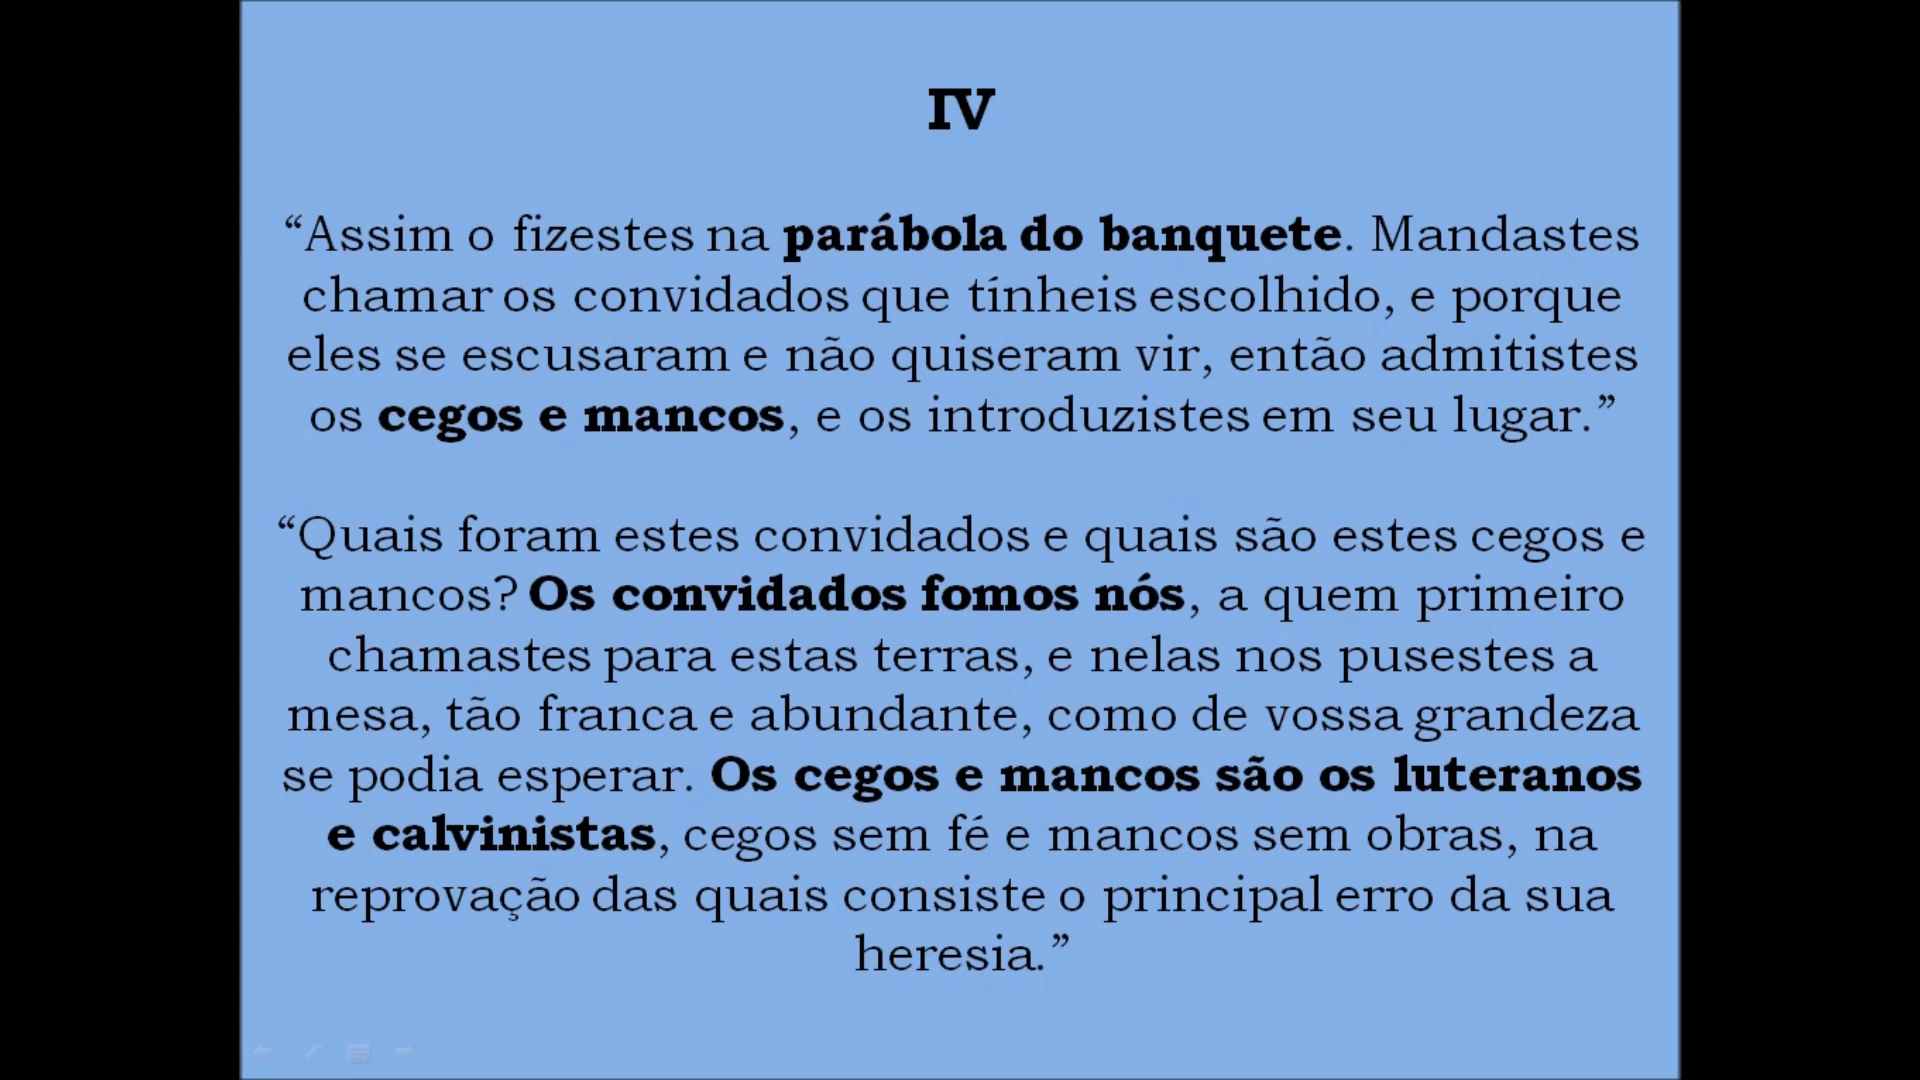 IV
“Assim o fizestes na parábola do banquete. Mandastes
chamar os convidados que tínheis escolhido, e porque
eles se escusaram e não quiseram vir, então admitistes
os cegos e mancos, e os introduzistes em seu lugar.”
“Quais foram estes convidados e quais são estes cegos e
mancos? Os convidados fomos nós, a quem primeiro
chamastes para estas terras, e nelas nos pusestes a
mesa, tão franca e abundante, como de vossa grandeza
se podia esperar. Os cegos e mancos são os luteranos
e calvinistas, cegos sem fé e mancos sem obras, na
reprovação das quais consiste o principal erro da sua
heresia.”